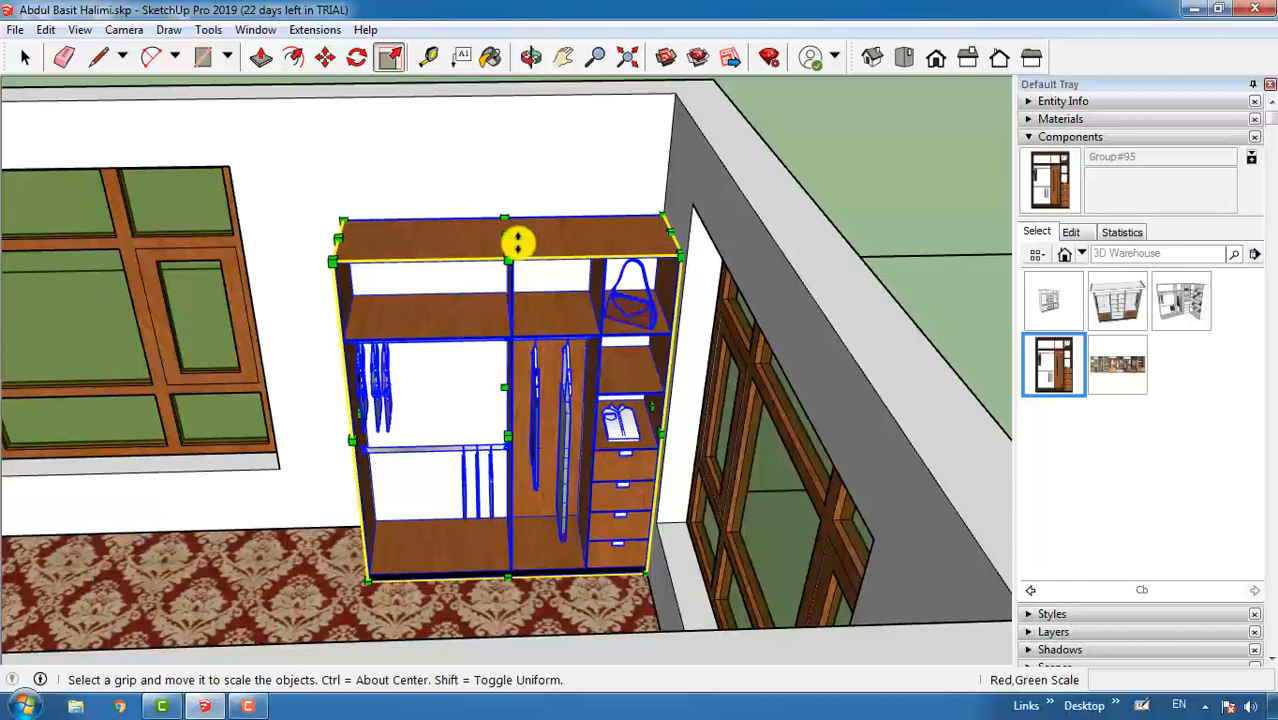 Abdul Basit Halimi.skp - SketchUp Pro 2019 (22 days left in TRIAL)
File Edit View Camera Draw Tools Window Extensions Help
A1
Default Tray
Entity Info
Materials
Components
Group#95
Select Edit Statistics
3D Warehouse
Cb
Styles
Layers
Shadows
Select a grip and move it to scale the objects. Ctrl = About Center. Shift = Toggle Uniform.
Red,Green Scale
Links » Desktop » EN